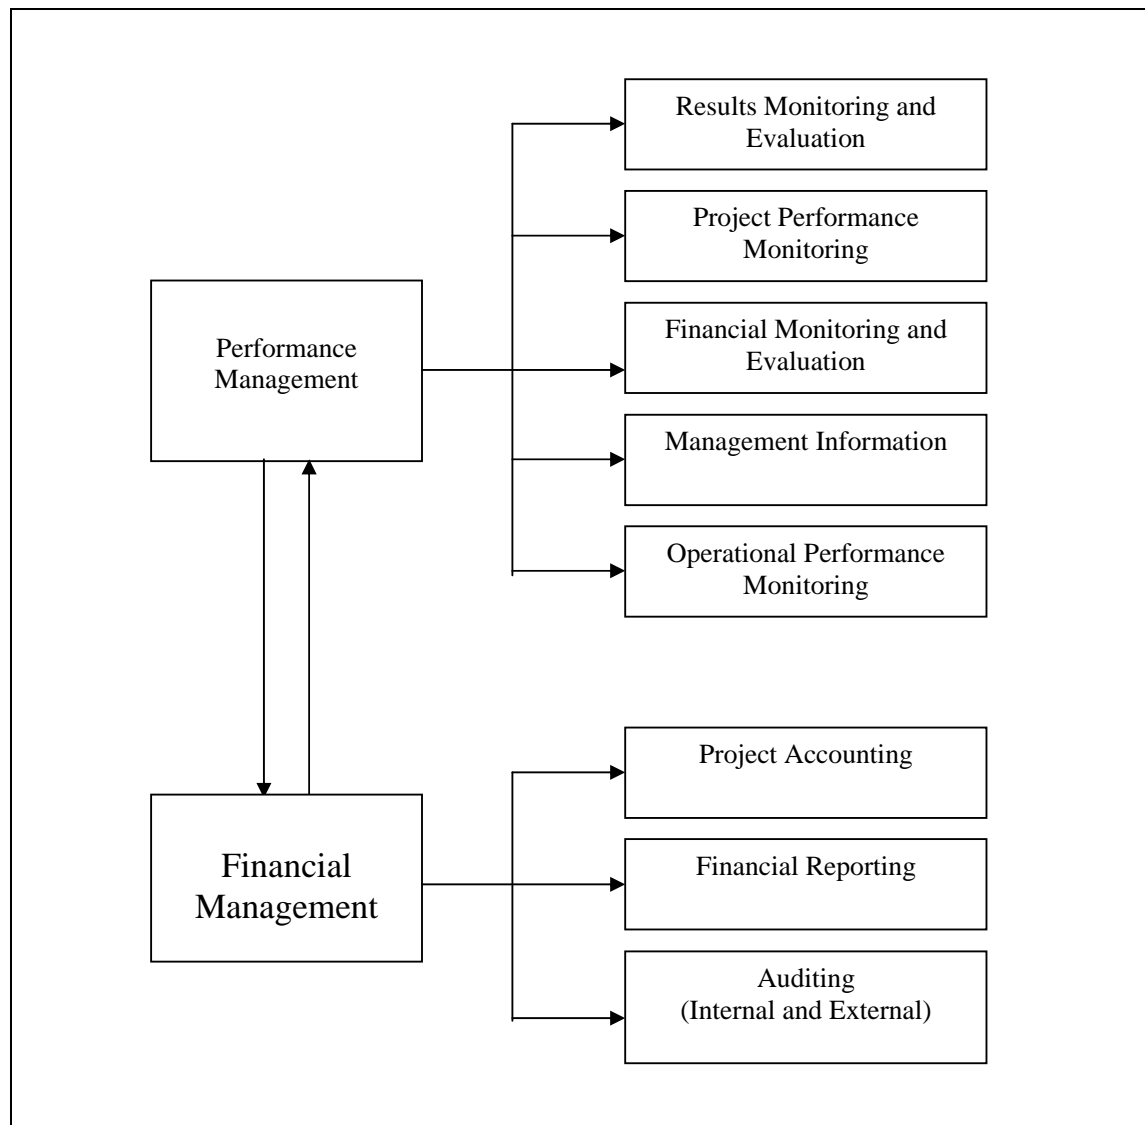 Results Monitoring and
Evaluation
Project Performance
Monitoring
Performance
Management
Financial Monitoring and
Evaluation
Management Information
Operational Performance
Monitoring
Project Accounting
Financial
Management
Financial Reporting
Auditing
(Internal and External)